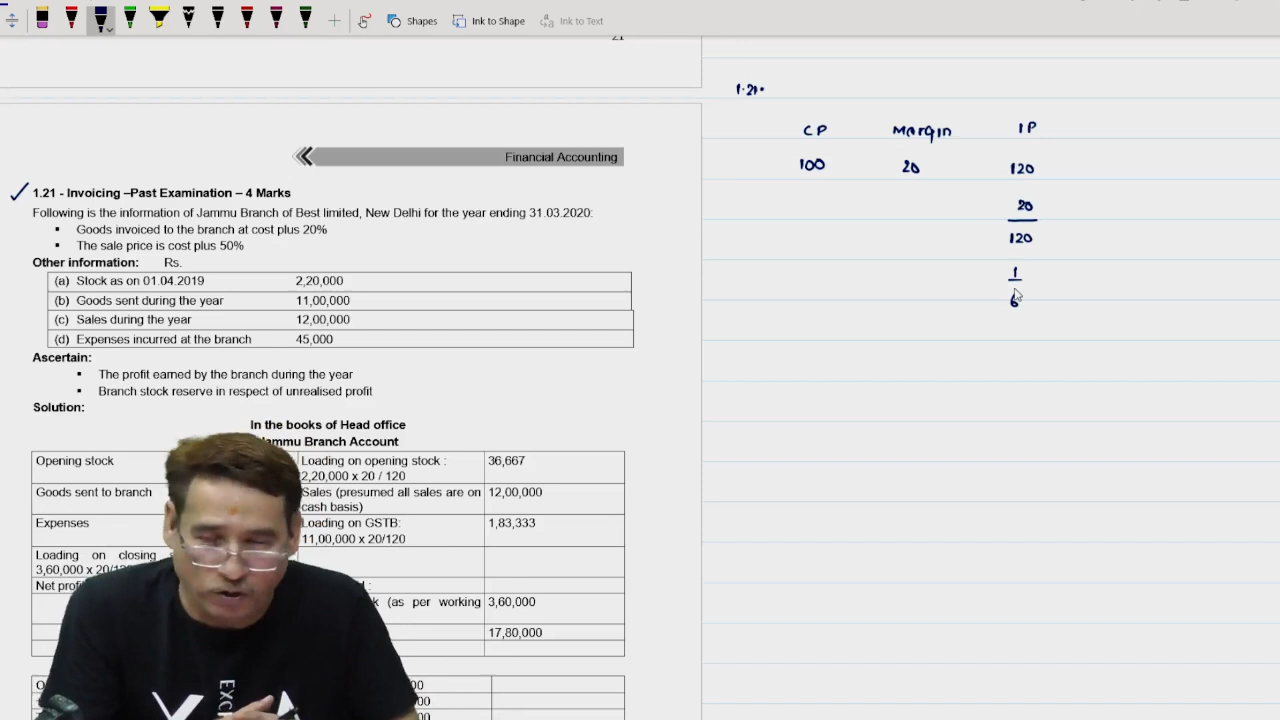 Shapes
Ink to Shape
Ink to Text
21
Financial Accounting
1.21 - Invoicing –Past Examination – 4 Marks
Following is the information of Jammu Branch of Best limited, New Delhi for the year ending 31.03.2020:
Goods invoiced to the branch at cost plus 20%
The sale price is cost plus 50%
Other information: Rs.
(a) Stock as on 01.04.2019 2,20,000
(b) Goods sent during the year 11,00,000
(c) Sales during the year 12,00,000
(d) Expenses incurred at the branch 45,000
Ascertain:
The profit earned by the branch during the year
Branch stock reserve in respect of unrealised profit
Solution:
In the books of Head office
Jammu Branch Account
Opening stock Loading on opening stock : 36,667
2,20,000 x 20 / 120
Goods sent to branch Sales (presumed all sales are on 12,00,000
cash basis)
Expenses Loading on GSTB: 1,83,333
11,00,000 x 20/120
Loading on closing
3,60,000 x 20/
Net profi
(as per working 3,60,000
17,80,000
EXC
1.21.
CP Margin IP
100 20 120
20
120
1
6